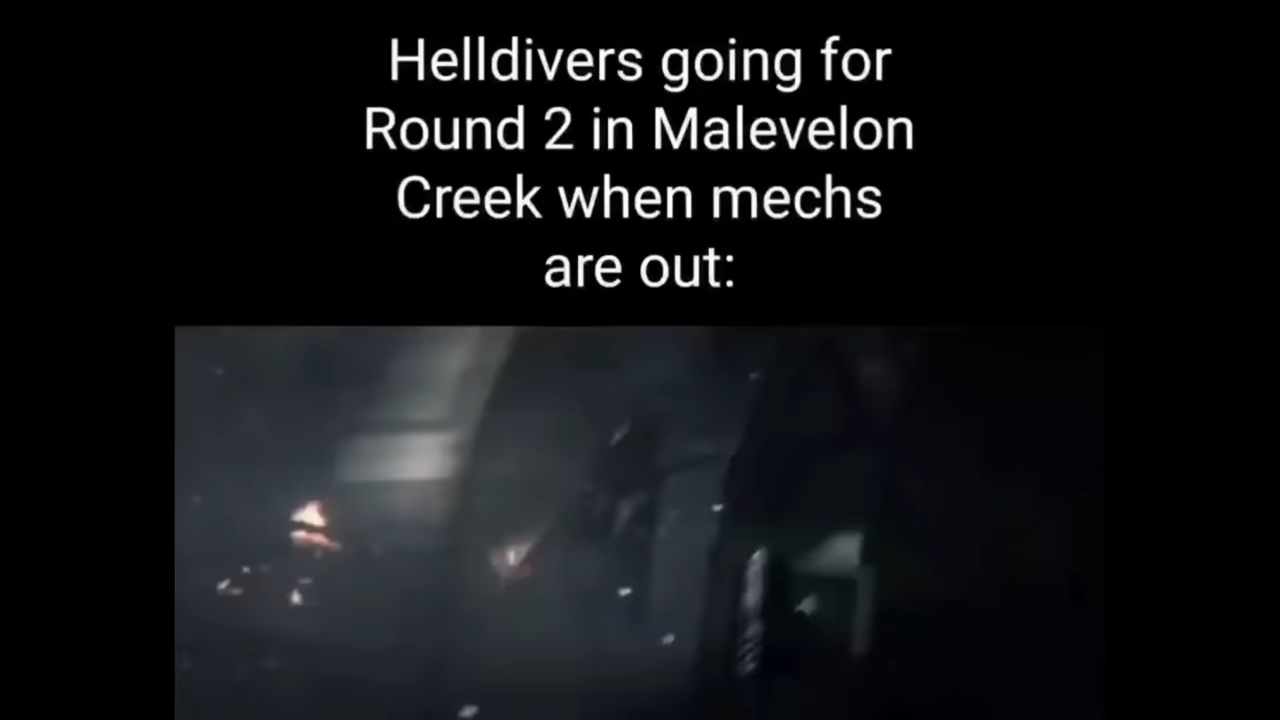 Helldivers going for
Round 2 in Malevelon
Creek when mechs
are out: